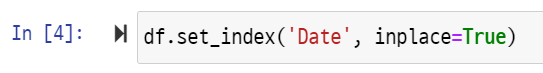 In [4]: df.set_index('Date', inplace=True)